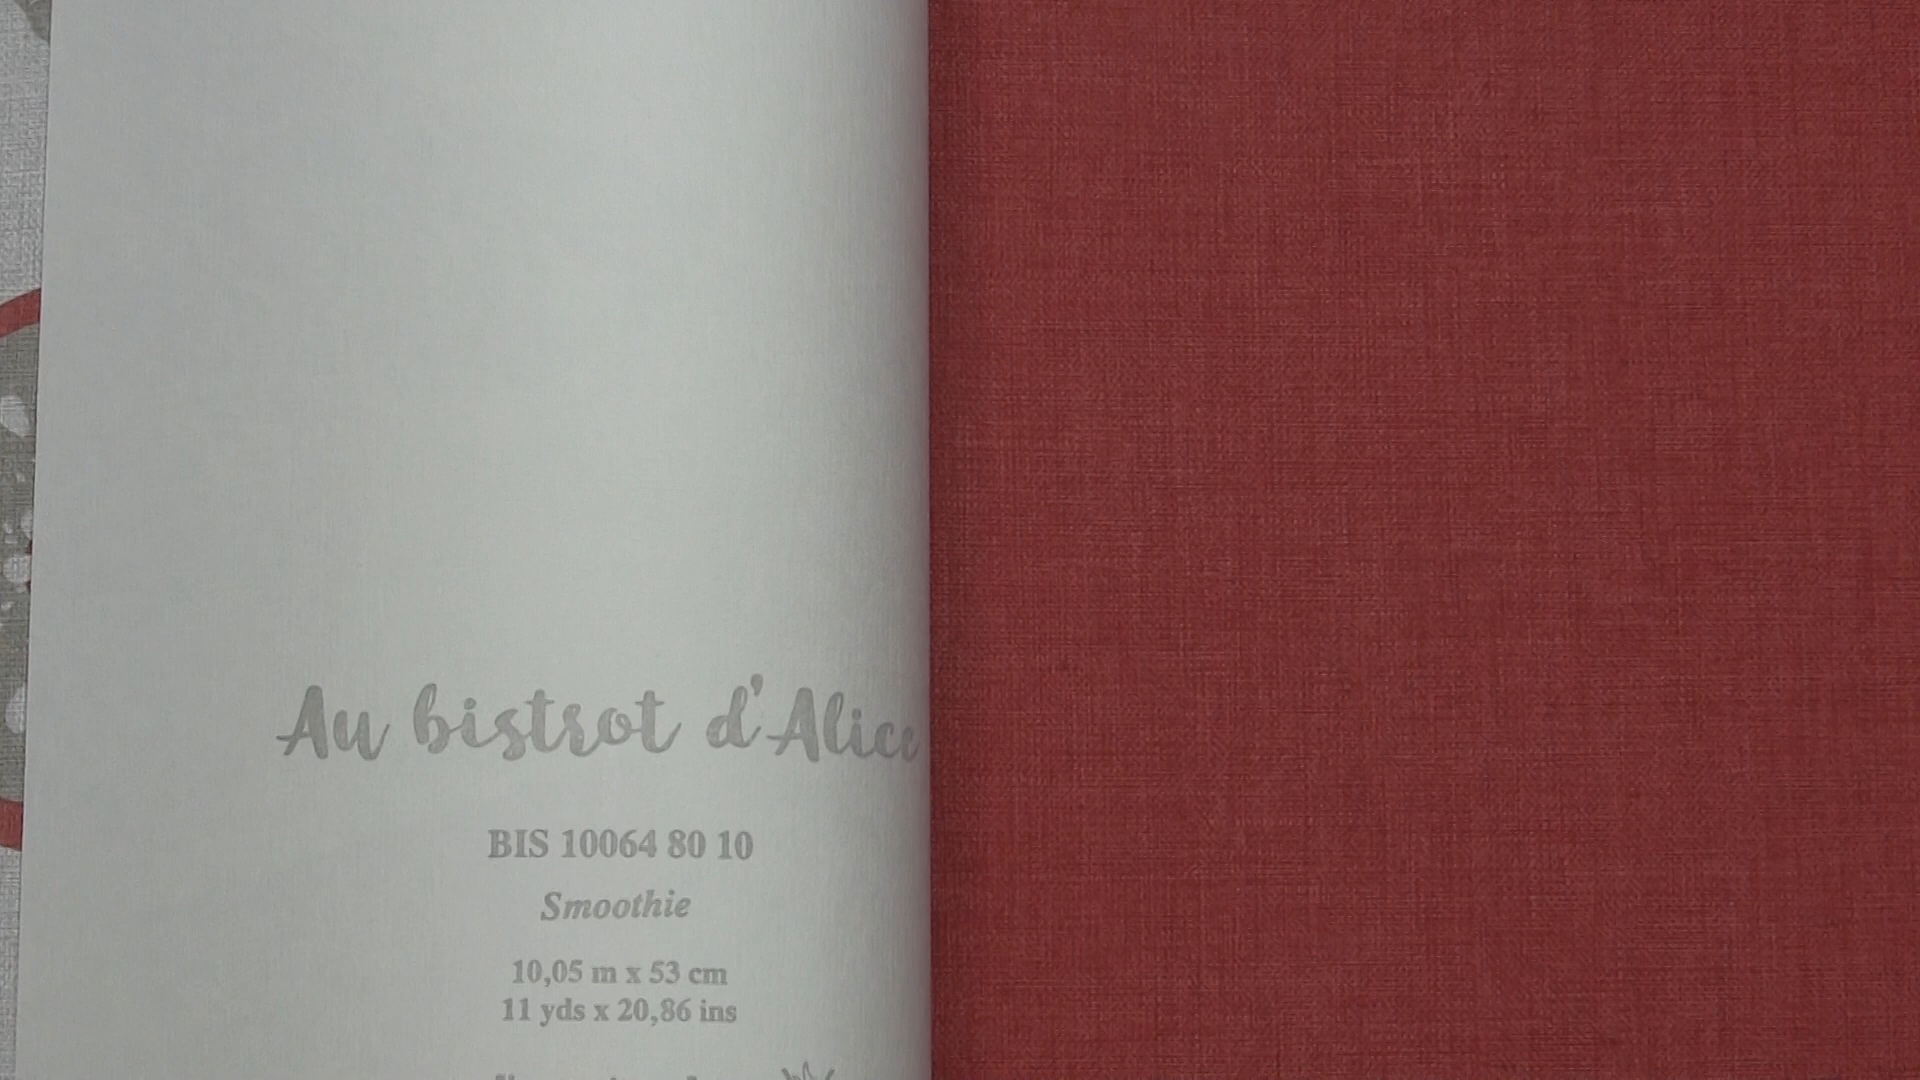 Au bistrot d'Alice
BIS 10064 80 10
Smoothie
10,05 m x 53 cm
11 yds x 20,86 ins